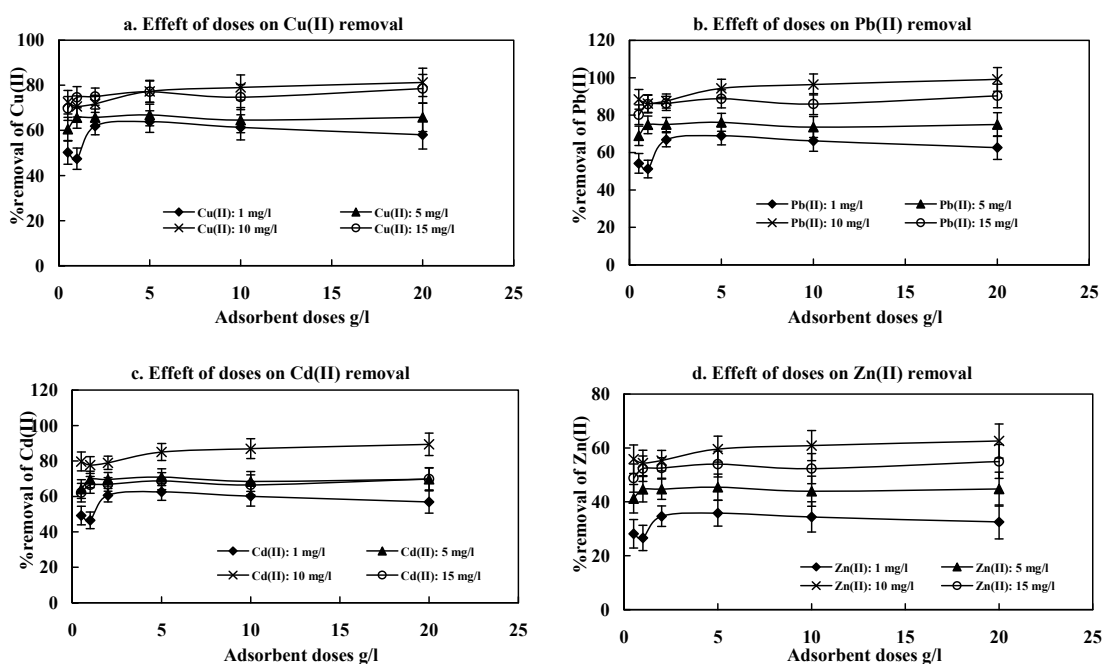 a. Effeft of doses on Cu(II) removal
%removal of Cu(II)
100
80
60
40
20
0
Cu(II): 1 mg/l Cu(II): 5 mg/l
Cu(II): 10 mg/l Cu(II): 15 mg/l
0 5 10 15 20 25
Adsorbent doses g/l
b. Effeft of doses on Pb(II) removal
%removal of Pb(II)
120
100
80
60
40
20
0
Pb(II): 1 mg/l Pb(II): 5 mg/l
Pb(II): 10 mg/l Pb(II): 15 mg/l
0 5 10 15 20 25
Adsorbent doses g/l
c. Effeft of doses on Cd(II) removal
%removal of Cd(II)
120
100
80
60
40
20
0
Cd(II): 1 mg/l Cd(II): 5 mg/l
Cd(II): 10 mg/l Cd(II): 15 mg/l
0 5 10 15 20 25
Adsorbent doses g/l
d. Effeft of doses on Zn(II) removal
%removal of Zn(II)
80
60
40
20
0
Zn(II): 1 mg/l Zn(II): 5 mg/l
Zn(II): 10 mg/l Zn(II): 15 mg/l
0 5 10 15 20 25
Adsorbent doses g/l